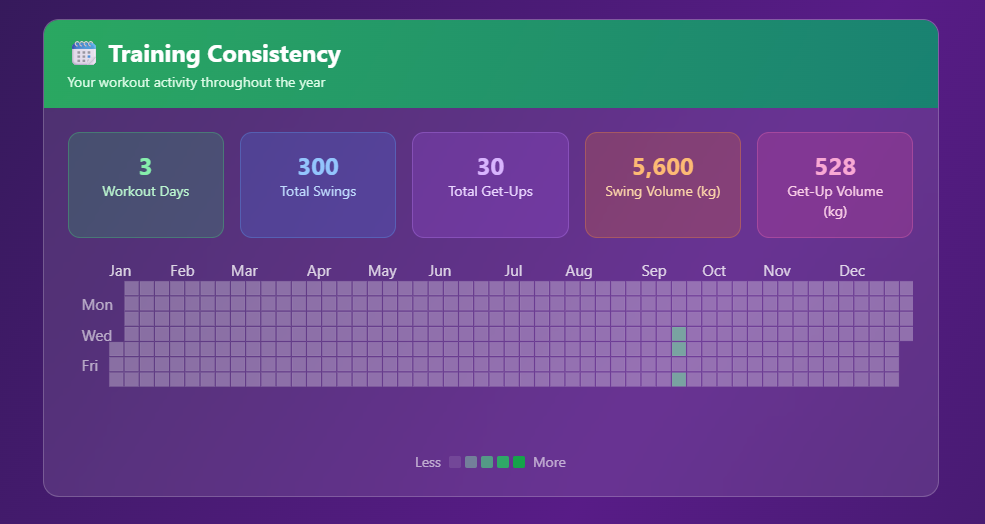 Training Consistency
Your workout activity throughout the year
3
Workout Days
300
Total Swings
30
Total Get-Ups
5,600
Swing Volume (kg)
528
Get-Up Volume
(kg)
Jan Feb Mar Apr May Jun Jul Aug Sep Oct Nov Dec
Mon
Wed
Fri
Less More